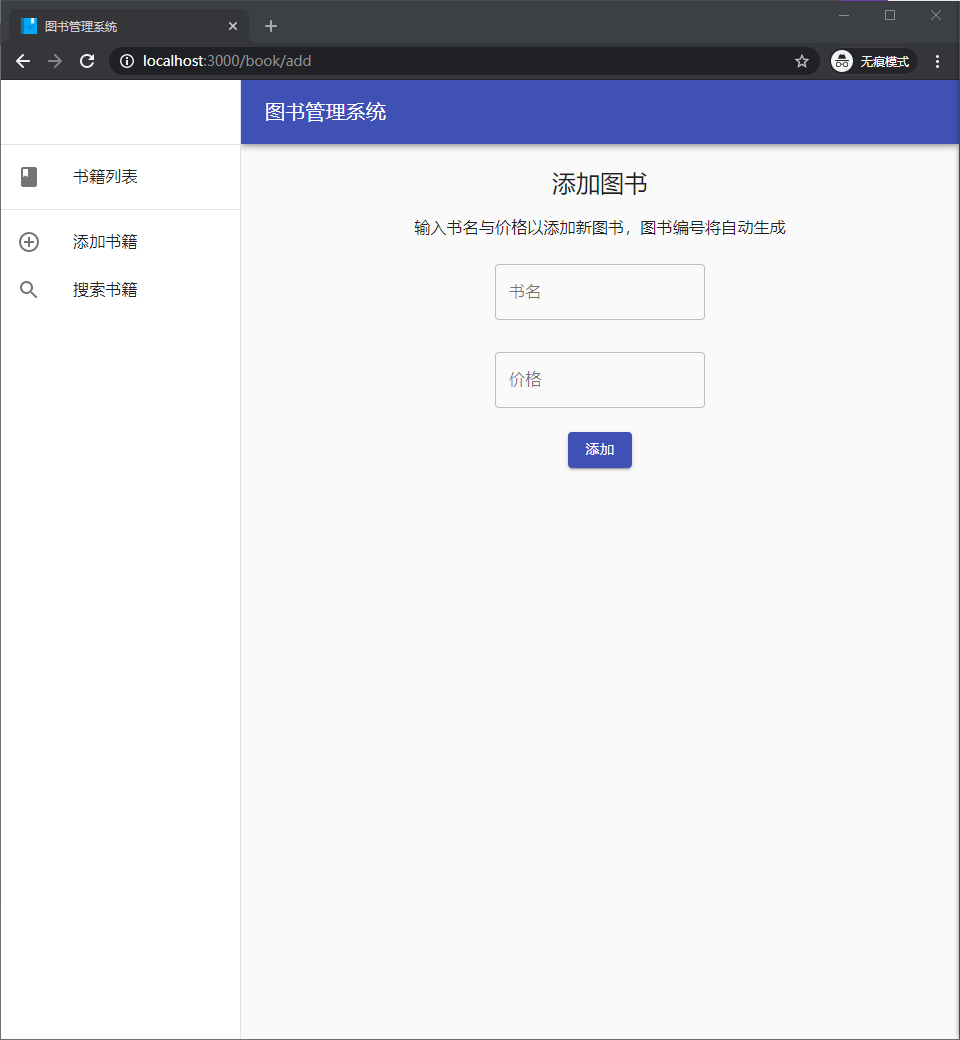 图书管理系统
localhost:3000/book/add
无痕模式
图书管理系统
书籍列表
添加书籍
搜索书籍
添加图书
输入书名与价格以添加新图书，图书编号将自动生成
书名
价格
添加